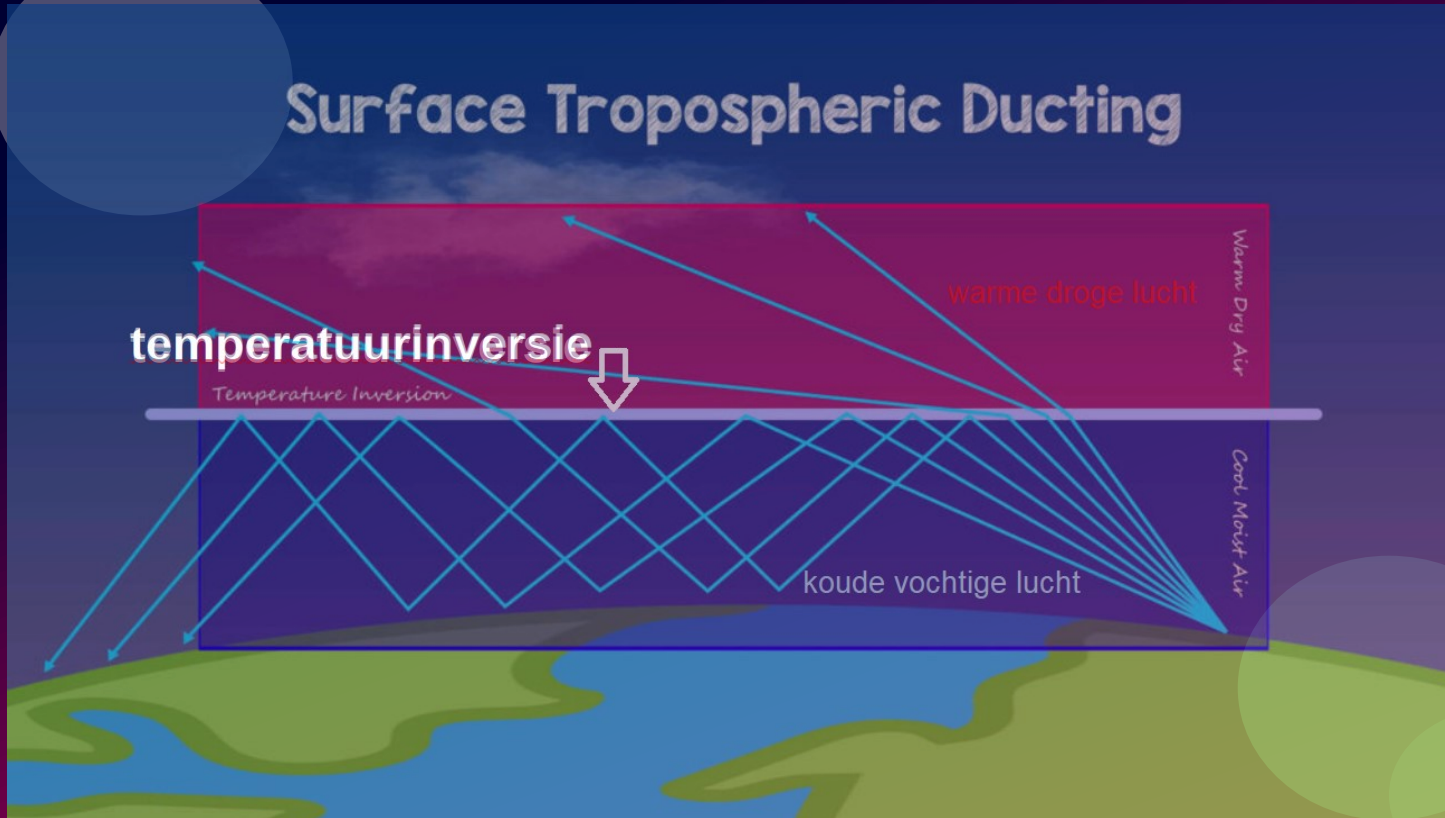 Surface Tropospheric Ducting
Warm Dry Air
warme droge lucht
temperatuurinversie
Temperature Inversion
Cool Moist Air
koude vochtige lucht